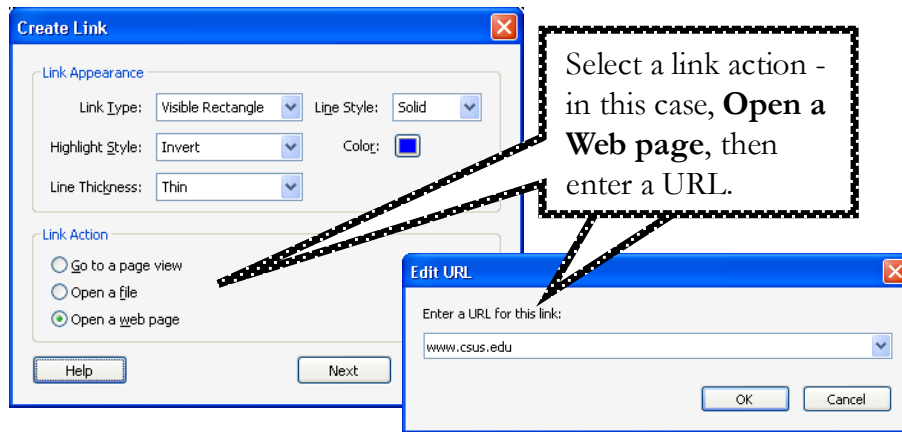 Create Link
Link Appearance
Link Type: Visible Rectangle Line Style: Solid
Highlight Style: Invert Color:
Line Thickness: Thin
Link Action
Go to a page view
Open a file
Open a web page
Help Next
Select a link action -
in this case, Open a
Web page, then
enter a URL.
Edit URL
Enter a URL for this link:
www.csus.edu
OK Cancel